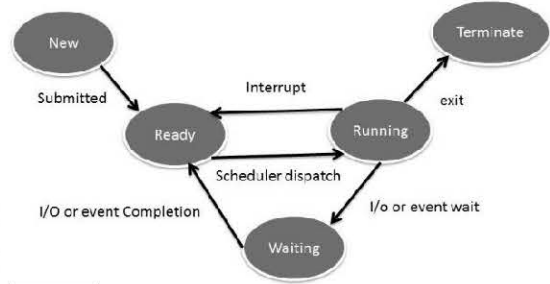 New
Terminate
Submitted
Interrupt
exit
Ready
Running
Scheduler dispatch
I/O or event Completion
I/o or event wait
Waiting